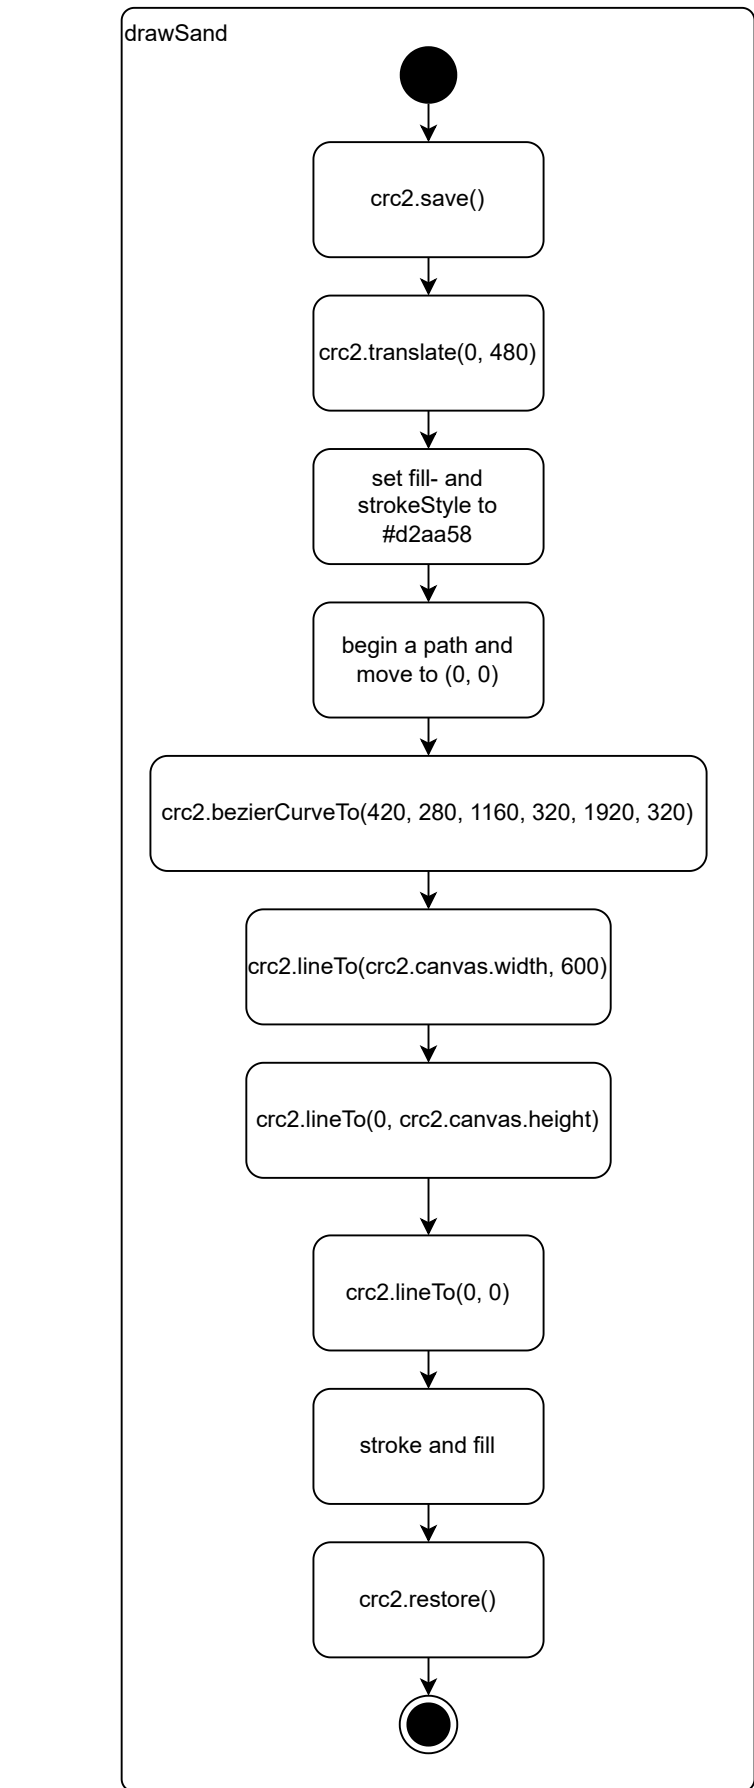 drawSand
crc2.save()
crc2.translate(0, 480)
set fill- and
strokeStyle to
#d2aa58
begin a path and
move to (0, 0)
crc2.bezierCurveTo(420, 280, 1160, 320, 1920, 320)
crc2.lineTo(crc2.canvas.width, 600)
crc2.lineTo(0, crc2.canvas.height)
crc2.lineTo(0, 0)
stroke and fill
crc2.restore()